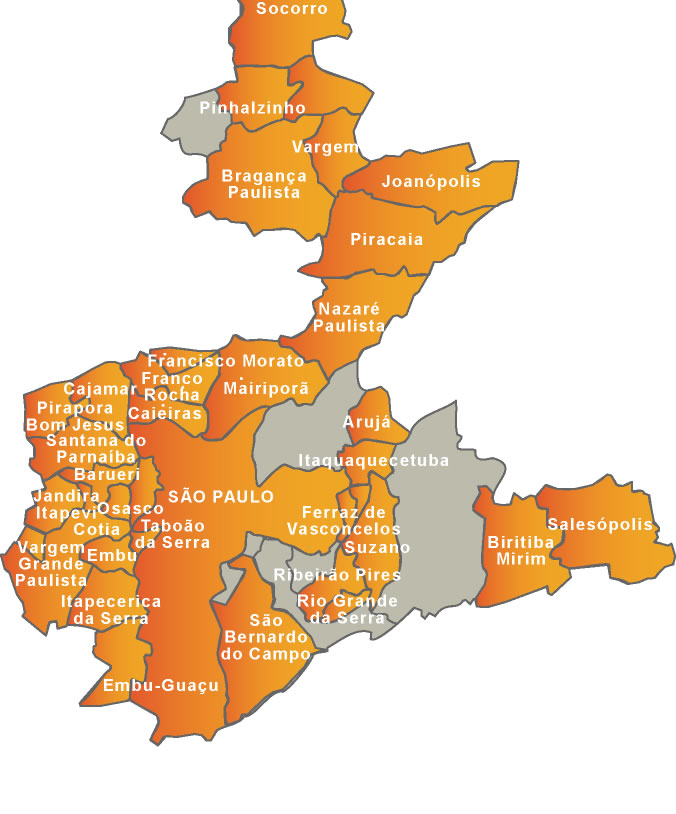 Socorro
Pinhalzinho
Vargem
Bragança
Paulista
Joanópolis
Piracaia
Nazaré
Paulista
Francisco Morato
Franco
Rocha
Mairiporã
Cajamar
Caieiras
Pirapora
Bom Jesus
Arujá
Santana do
Parnaíba
Itaquaquecetuba
Barueri
Jandira
Itapevi
SÃO PAULO
Osasco
Ferraz de
Vasconcelos
Cotia
Taboão
da Serra
Salesópolis
Biritiba
Mirim
Suzano
Vargem
Grande
Paulista
Embu
Ribeirão Pires
Itapecerica
da Serra
Rio Grande
da Serra
São
Bernardo
do Campo
Embu-Guaçu